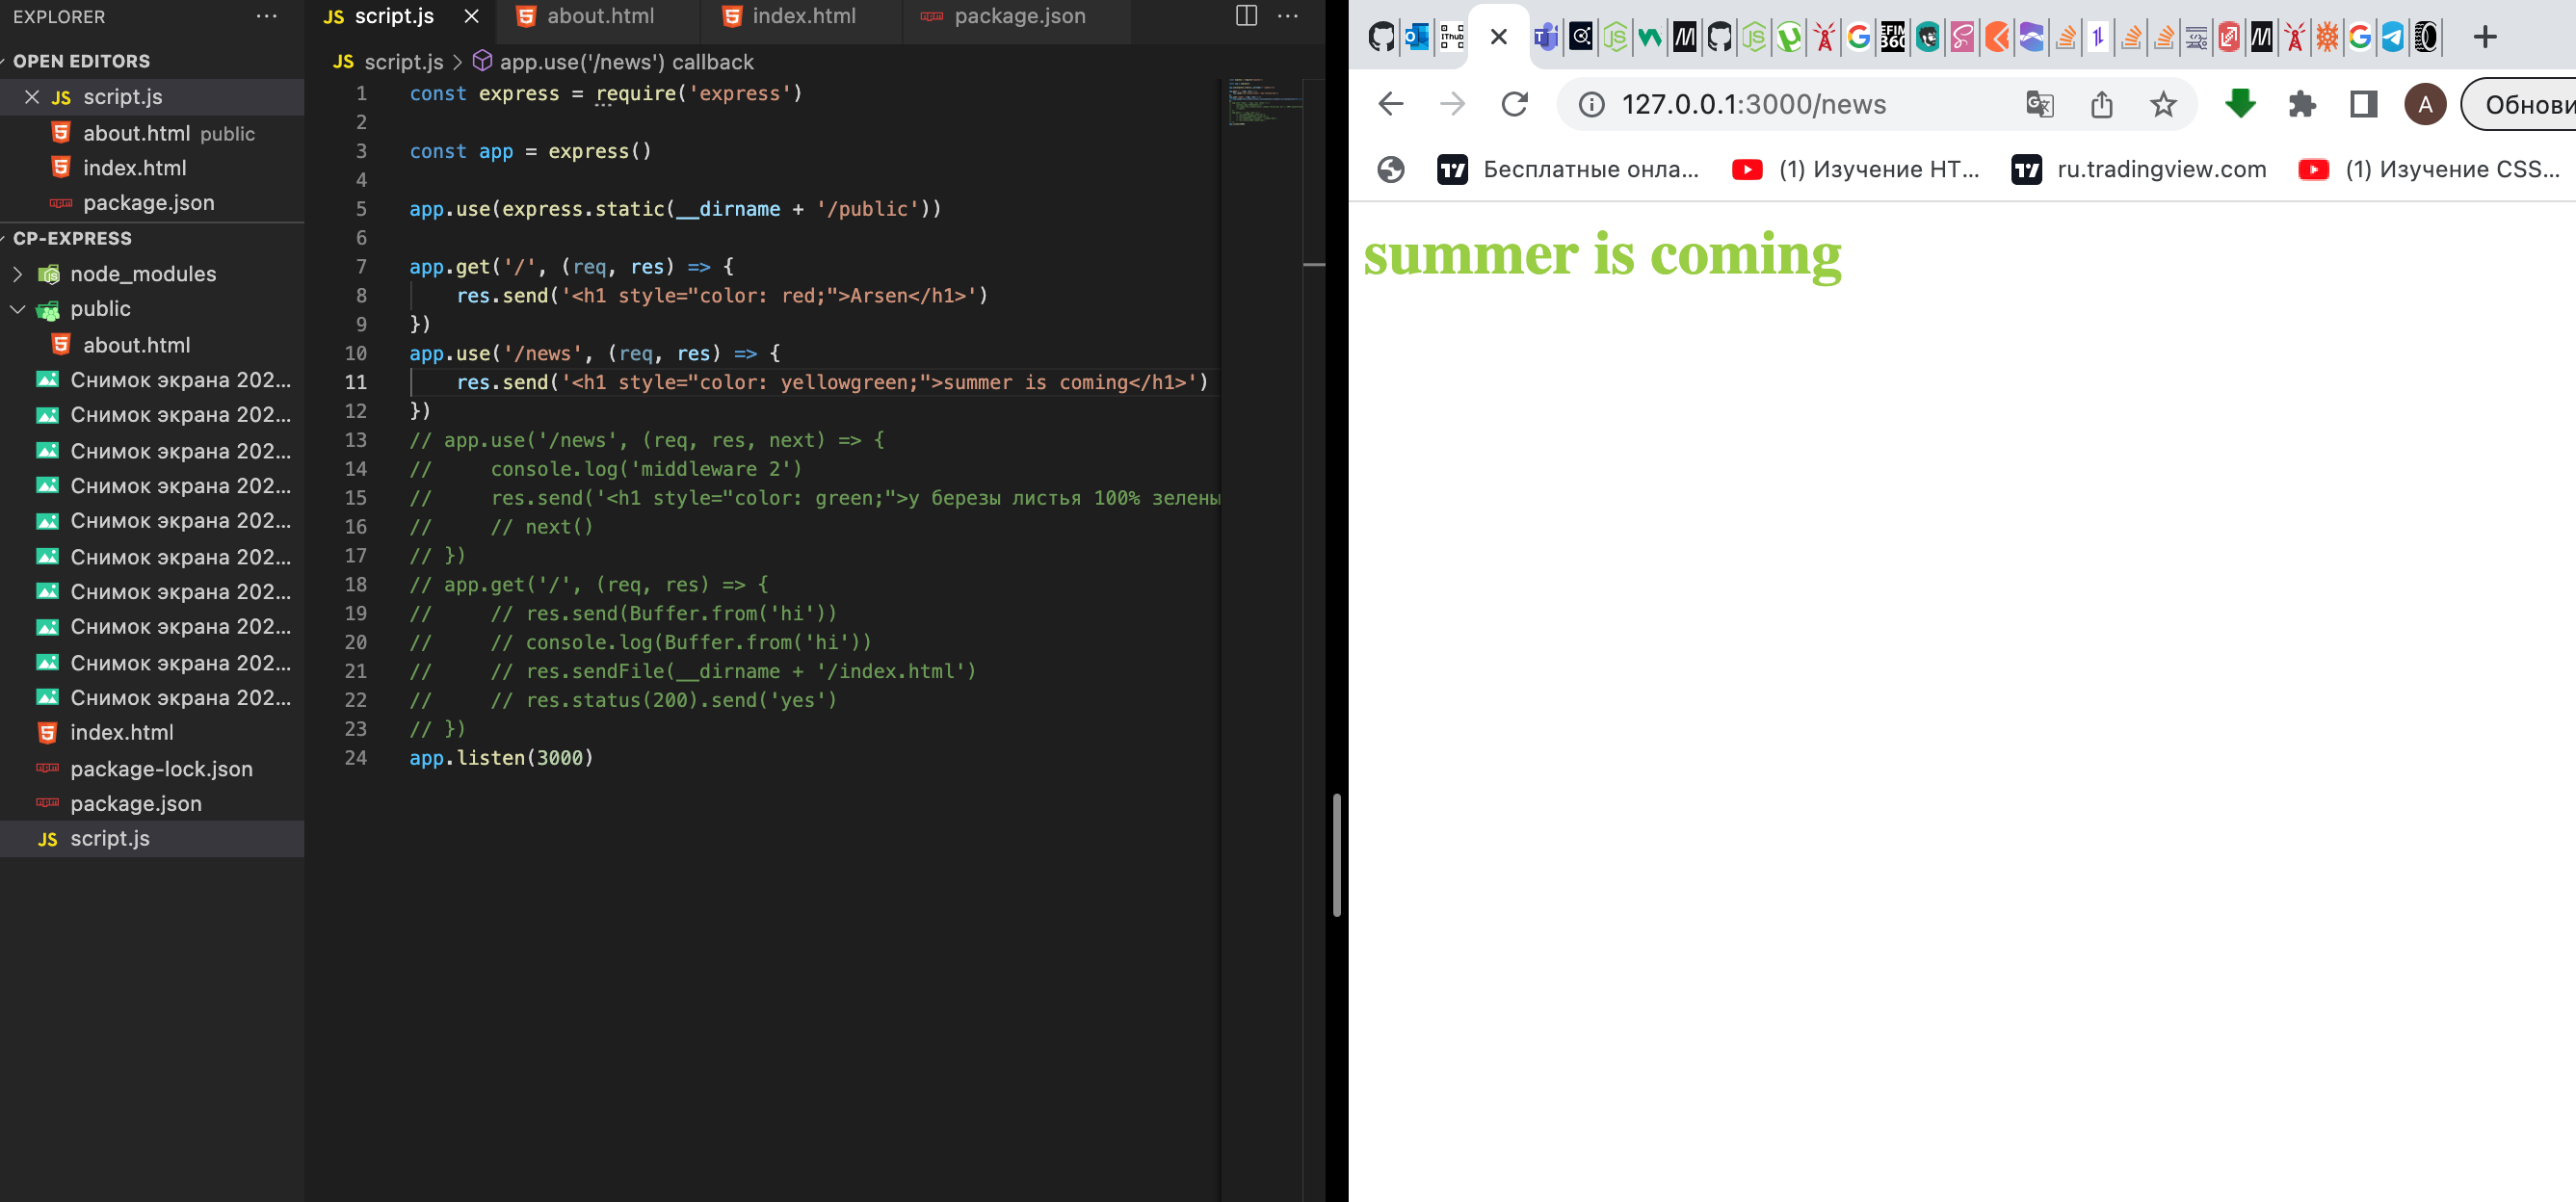 EXPLORER
OPEN EDITORS
JS script.js
about.html public
index.html
package.json
CP-EXPRESS
node_modules
public
about.html
Снимок экрана 202...
Снимок экрана 202...
Снимок экрана 202...
Снимок экрана 202...
Снимок экрана 202...
Снимок экрана 202...
Снимок экрана 202...
Снимок экрана 202...
Снимок экрана 202...
Снимок экрана 202...
index.html
package-lock.json
package.json
JS script.js
JS script.js about.html index.html package.json
JS script.js > app.use('/news') callback
1 const express = require('express')
2
3 const app = express()
4
5 app.use(express.static(__dirname + '/public'))
6
7 app.get('/', (req, res) => {
8 res.send('<h1 style="color: red;">Arsen</h1>')
9 })
10 app.use('/news', (req, res) => {
11 res.send('<h1 style="color: yellowgreen;">summer is coming</h1>')
12 })
13 // app.use('/news', (req, res, next) => {
14 // console.log('middleware 2')
15 // res.send('<h1 style="color: green;">у березы листья 100% зелены
16 // // next()
17 // })
18 // app.get('/', (req, res) => {
19 // // res.send(Buffer.from('hi'))
20 // // console.log(Buffer.from('hi'))
21 // // res.sendFile(__dirname + '/index.html')
22 // // res.status(200).send('yes')
23 // })
24 app.listen(3000)
127.0.0.1:3000/news
A
Обнови
Бесплатные онла... (1) Изучение HT... ru.tradingview.com (1) Изучение CSS...
summer is coming